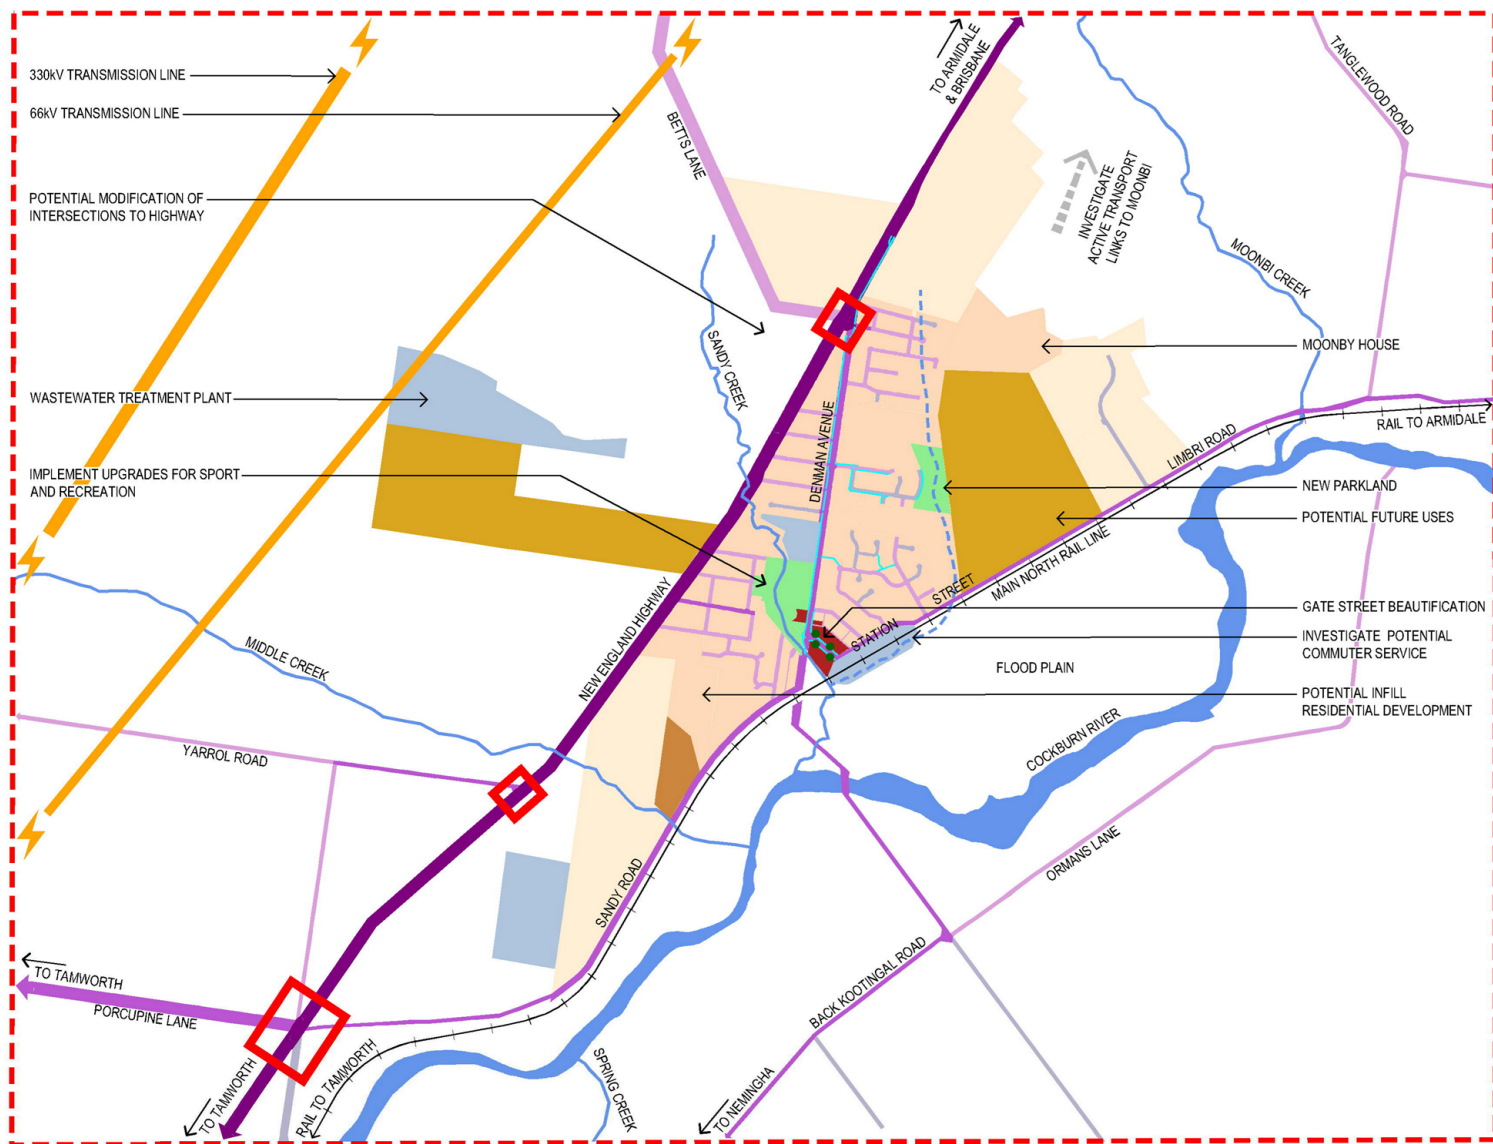 TO ARMIDALE
& BRISBANE
TANGLEWOOD ROAD
330kV TRANSMISSION LINE
66kV TRANSMISSION LINE
BETTS LANE
INVESTIGATE
ACTIVE TRANSPORT
LINKS TO MOONBI
POTENTIAL MODIFICATION OF
INTERSECTIONS TO HIGHWAY
MOONBI CREEK
SANDY CREEK
MOONBY HOUSE
WASTEWATER TREATMENT PLANT
DENMAN AVENUE
LIMBRI ROAD
RAIL TO ARMIDALE
IMPLEMENT UPGRADES FOR SPORT
AND RECREATION
NEW PARKLAND
POTENTIAL FUTURE USES
MAIN NORTH RAIL LINE
STATION STREET
GATE STREET BEAUTIFICATION
INVESTIGATE POTENTIAL
COMMUTER SERVICE
NEW ENGLAND HIGHWAY
MIDDLE CREEK
FLOOD PLAIN
POTENTIAL INFILL
RESIDENTIAL DEVELOPMENT
YARROL ROAD
COCKBURN RIVER
ORMANS LANE
SANDY ROAD
BACK KOOTINGAL ROAD
TO TAMWORTH
PORCUPINE LANE
TO TAMWORTH
RAIL TO TAMWORTH
SPRING CREEK
TO NEMINGHA